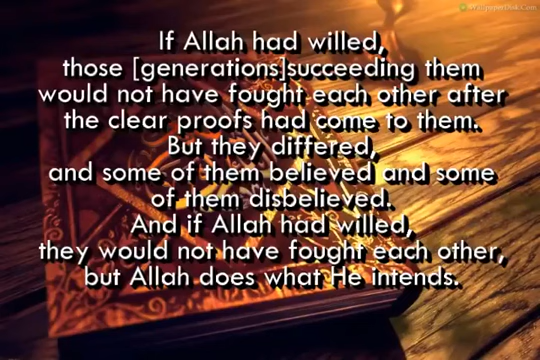 WallpaperDisk.Com
If Allah had willed,
those [generations]succeeding them
would not have fought each other after
the clear proofs had come to them.
But they differed,
and some of them believed and some
of them disbelieved.
And if Allah had willed,
they would not have fought each other,
but Allah does what He intends.